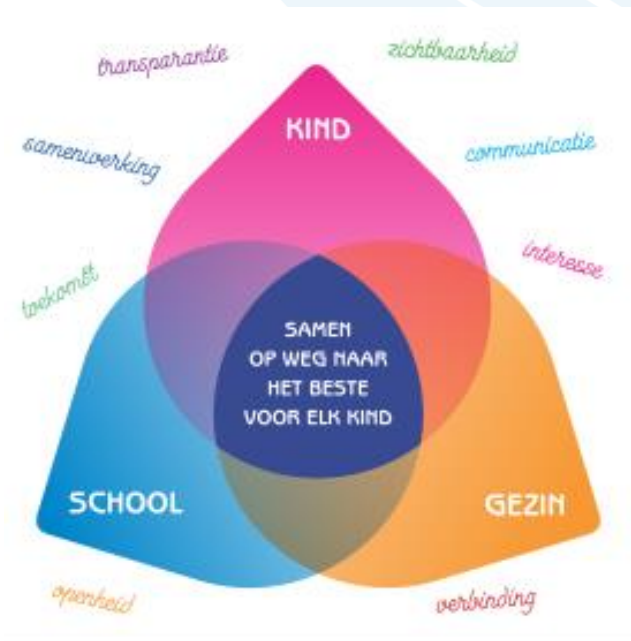 transparantie
zichtbaarheid
KIND
samenwerking
communicatie
interesse
toekomst
SAMEN
OP WEG NAAR
HET BESTE
VOOR ELK KIND
SCHOOL
GEZIN
openheid
verbinding